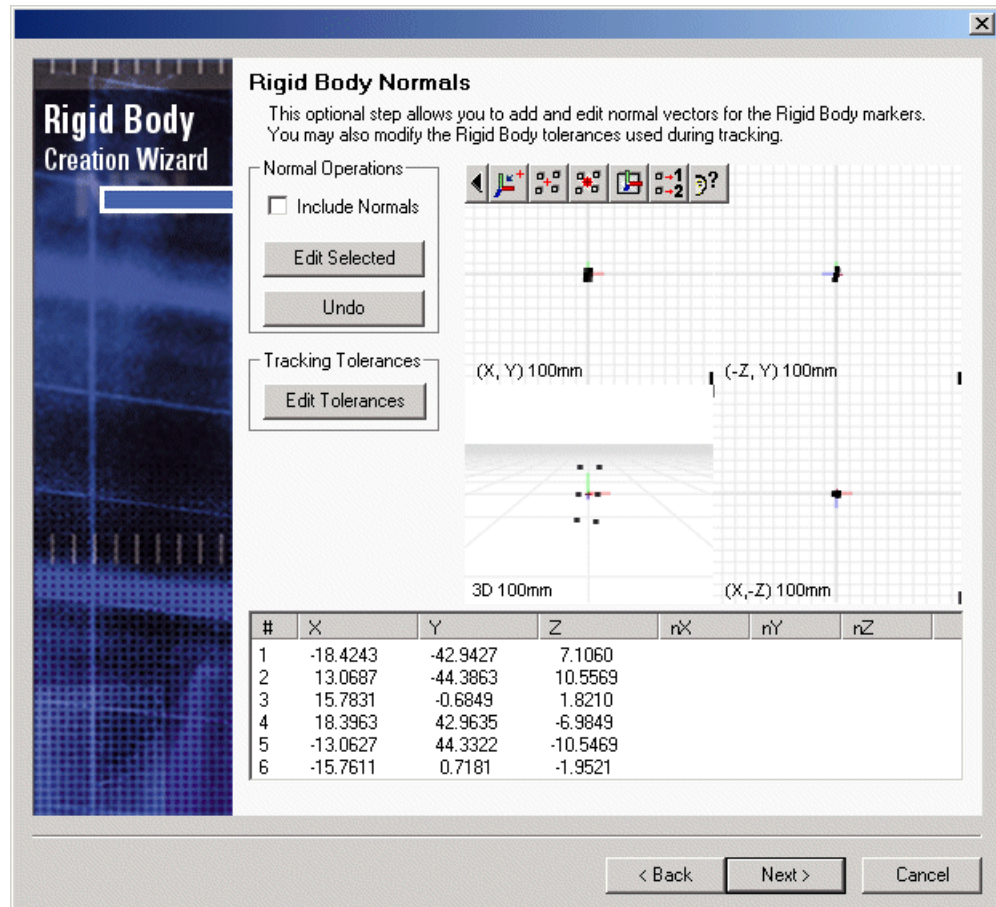 Rigid Body
Creation Wizard
Rigid Body Normals
This optional step allows you to add and edit normal vectors for the Rigid Body markers.
You may also modify the Rigid Body tolerances used during tracking.
Normal Operations
Include Normals
Edit Selected
Undo
Tracking Tolerances
Edit Tolerances
1
2
?
(X, Y) 100mm
(-Z, Y) 100mm
3D 100mm
(X,-Z) 100mm
# X Y Z nX nY nZ
1 -18.4243 -42.9427 7.1060
2 13.0687 -44.3863 10.5569
3 15.7831 -0.6849 1.8210
4 18.3963 42.9635 -6.9849
5 -13.0627 44.3322 -10.5469
6 -15.7611 0.7181 -1.9521
< Back Next > Cancel